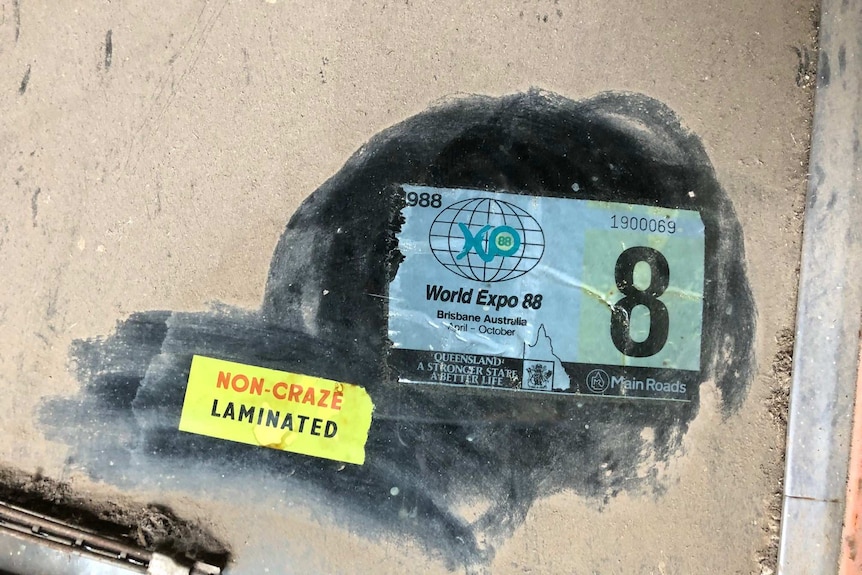 988
1900069
XPO
88
8
World Expo 88
Brisbane Australia
April - October
QUEENSLAND
A STRONGER STATE
A BETTER LIFE
Main Roads
NON-CRAZE
LAMINATED